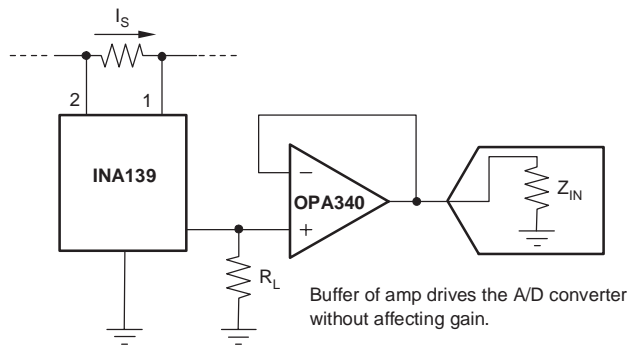 I_S
2 1
INA139
−
OPA340
+
R_L
Z_IN
Buffer of amp drives the A/D converter
without affecting gain.